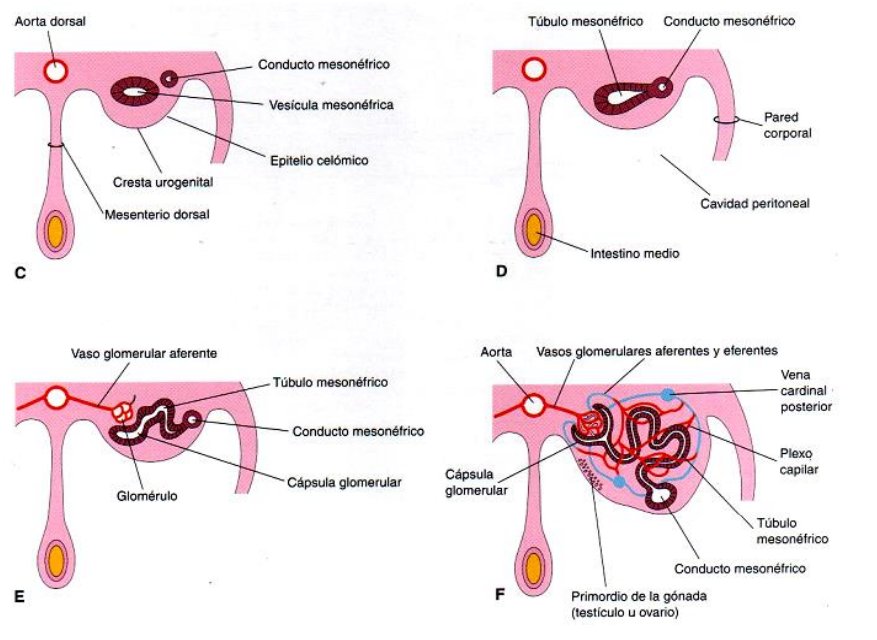 Aorta dorsal
Conducto mesonéfrico
Vesícula mesonéfrica
Epitelio celómico
Cresta urogenital
Mesenterio dorsal
C
Túbulo mesonéfrico
Conducto mesonéfrico
Pared
corporal
Cavidad peritoneal
Intestino medio
D
Vaso glomerular aferente
Túbulo mesonéfrico
Conducto mesonéfrico
Cápsula glomerular
Glomérulo
E
Aorta
Vasos glomerulares aferentes y eferentes
Vena
cardinal
posterior
Plexo
capilar
Cápsula
glomerular
Túbulo
mesonéfrico
Conducto mesonéfrico
Primordio de la gónada
(testículo u ovario)
F